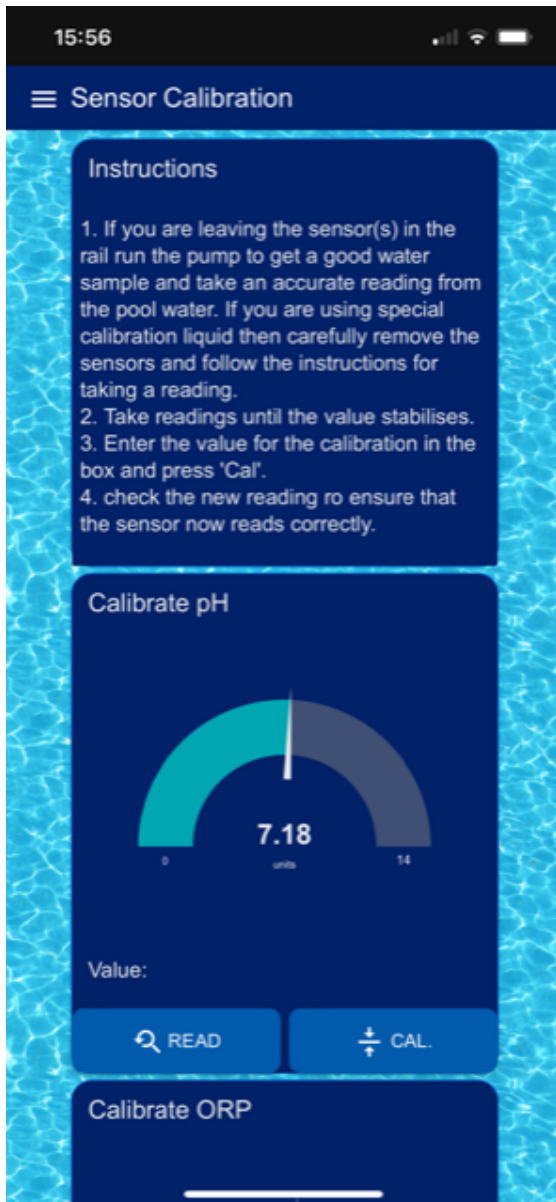 15:56
Sensor Calibration
Instructions
1. If you are leaving the sensor(s) in the
rail run the pump to get a good water
sample and take an accurate reading from
the pool water. If you are using special
calibration liquid then carefully remove the
sensors and follow the instructions for
taking a reading.
2. Take readings until the value stabilises.
3. Enter the value for the calibration in the
box and press 'Cal'.
4. check the new reading ro ensure that
the sensor now reads correctly.
Calibrate pH
7.18
0 units 14
Value:
READ CAL.
Calibrate ORP